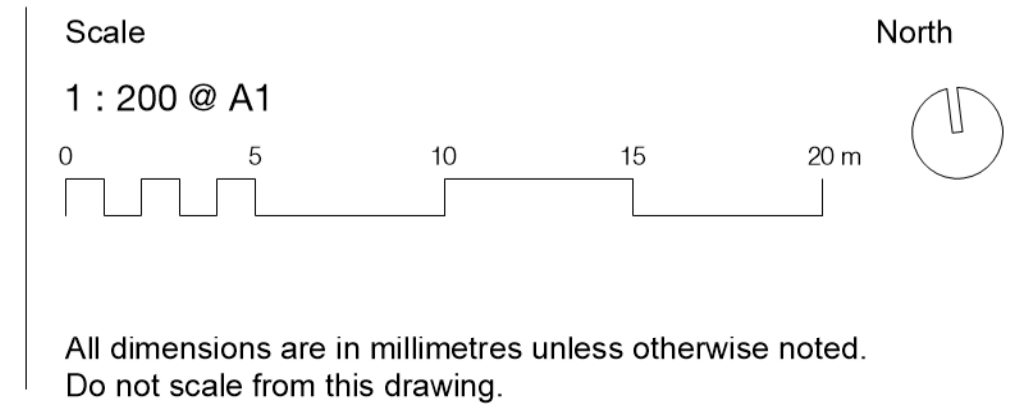 Scale
North
1 : 200 @ A1
0 5 10 15 20 m
All dimensions are in millimetres unless otherwise noted.
Do not scale from this drawing.